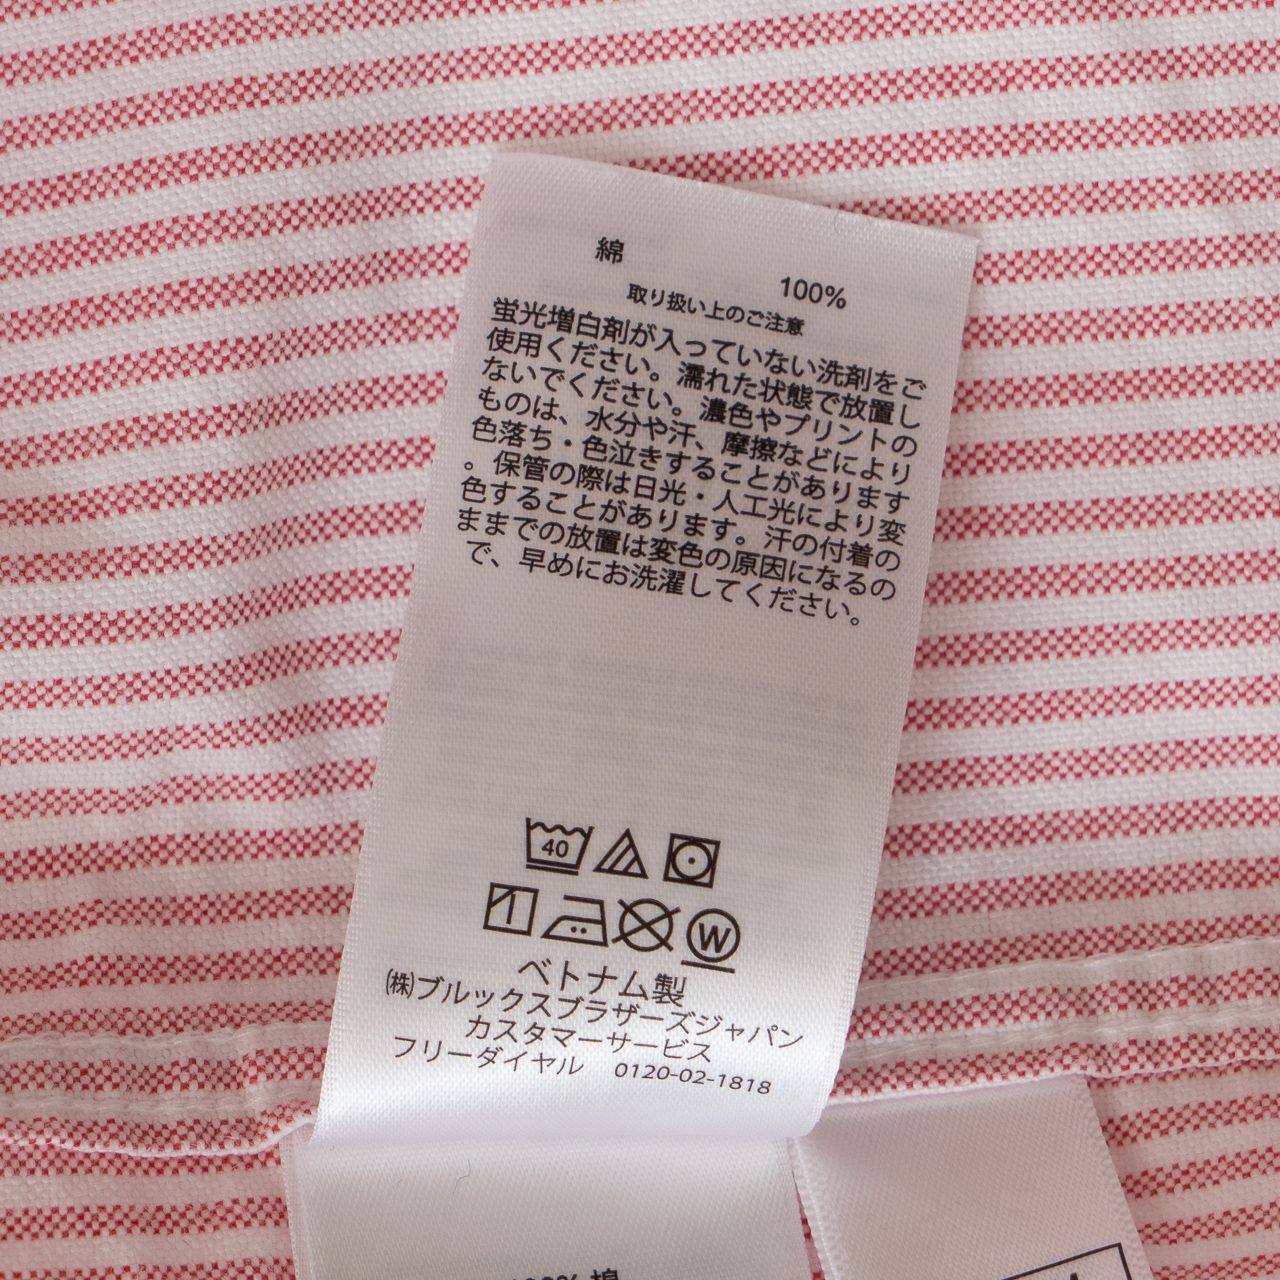 綿 100%
取り扱い上のご注意
蛍光増白剤が入っていない洗剤をご
使用ください。濡れた状態で放置し
ないでください。濃色やプリントの
ものは、水分や汗、摩擦などにより
色落ち・色泣きすることがあります
。保管の際は日光・人工光により変
色することがあります。汗の付着の
ままでの放置は変色の原因になるの
で、早めにお洗濯してください。
40
W
ベトナム製
(株)ブルックスブラザーズジャパン
カスタマーサービス
フリーダイヤル 0120-02-1818
100% 棉